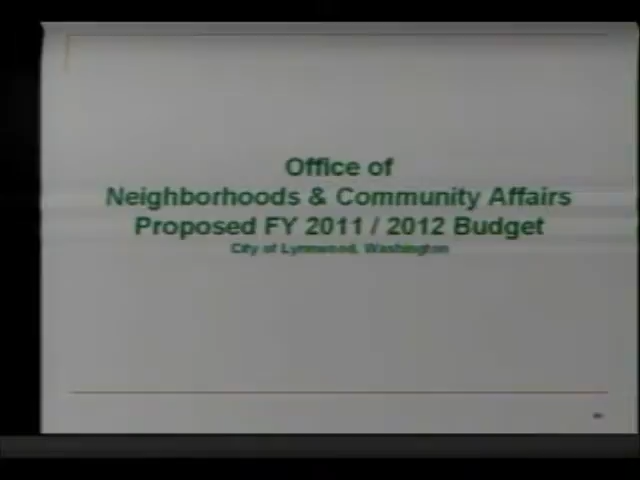 Office of
Neighborhoods & Community Affairs
Proposed FY 2011 / 2012 Budget
City of Lynnwood, Washington